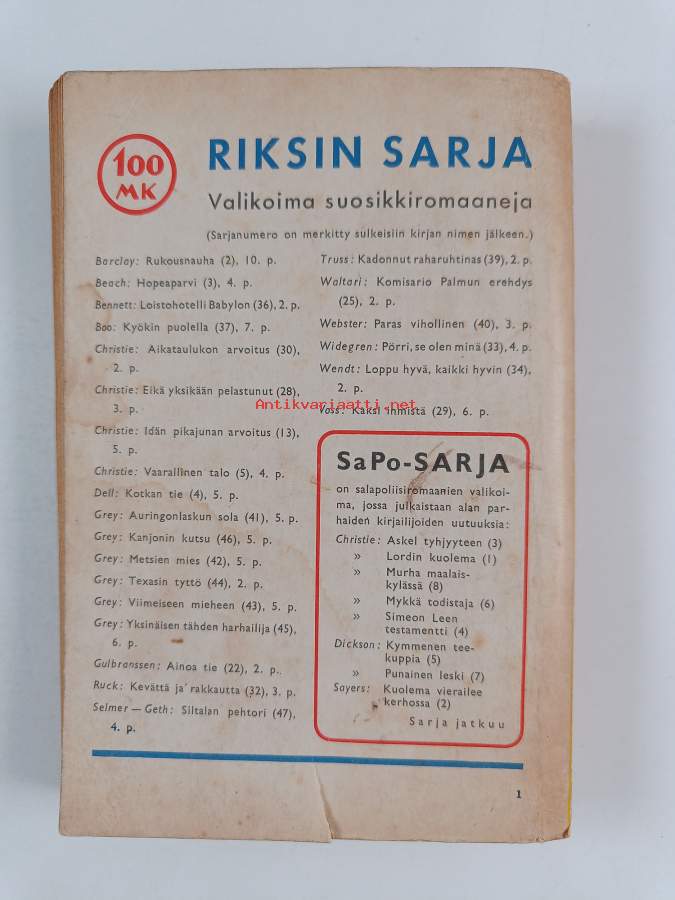 100
MK
RIKSIN SARJA
Valikoima suosikkiromaaneja
(Sarjanumero on merkitty sulkeisiin kirjan nimen jälkeen.)
Barclay: Rukousnauha (2), 10. p.
Beach: Hopeaparvi (3), 4. p.
Bennett: Loistohotelli Babylon (36), 2. p.
Boo: Kyökin puolella (37), 7. p.
Christie: Aikataulukon arvoitus (30),
2. p.
Christie: Eikä yksikään pelastunut (28),
3. p.
Christie: Idän pikajunan arvoitus (13),
5. p.
Christie: Vaarallinen talo (5), 4. p.
Dell: Kotkan tie (4), 5. p.
Grey: Auringonlaskun sola (41), 5. p.
Grey: Kanjonin kutsu (46), 5. p.
Grey: Metsien mies (42), 5. p.
Grey: Texasin tyttö (44), 2. p.
Grey: Viimeiseen mieheen (43), 5. p.
Grey: Yksinäisen tähden harhailija (45),
6. p.
Gulbranssen: Ainoa tie (22), 2. p.
Ruck: Kevättä ja rakkautta (32), 3. p.
Selmer—Geth: Siltalan pehtori (47),
4. p.
Truss: Kadonnut raharuhtinas (39), 2. p.
Waltari: Komisario Palmun erehdys
(25), 2. p.
Webster: Paras vihollinen (40), 3. p.
Widegren: Pörri, se olen minä (33), 4. p.
Wendt: Loppu hyvä, kaikki hyvin (34),
2. p.
Voss: Kaksi ihmistä (29), 6. p.
Antikvariaatti.net
SaPo-SARJA
on salapoliisiromaanien valikoi-
ma, jossa julkaistaan alan par-
haiden kirjailijoiden uutuuksia:
Christie: Askel tyhjyyteen (3)
» Lordin kuolema (1)
» Murha maalais-
kylässä (8)
» Mykkä todistaja (6)
» Simeon Leen
testamentti (4)
Dickson: Kymmenen tee-
kuppia (5)
» Punainen leski (7)
Sayers: Kuolema vierailee
kerhossa (2)
Sarja jatkuu
1